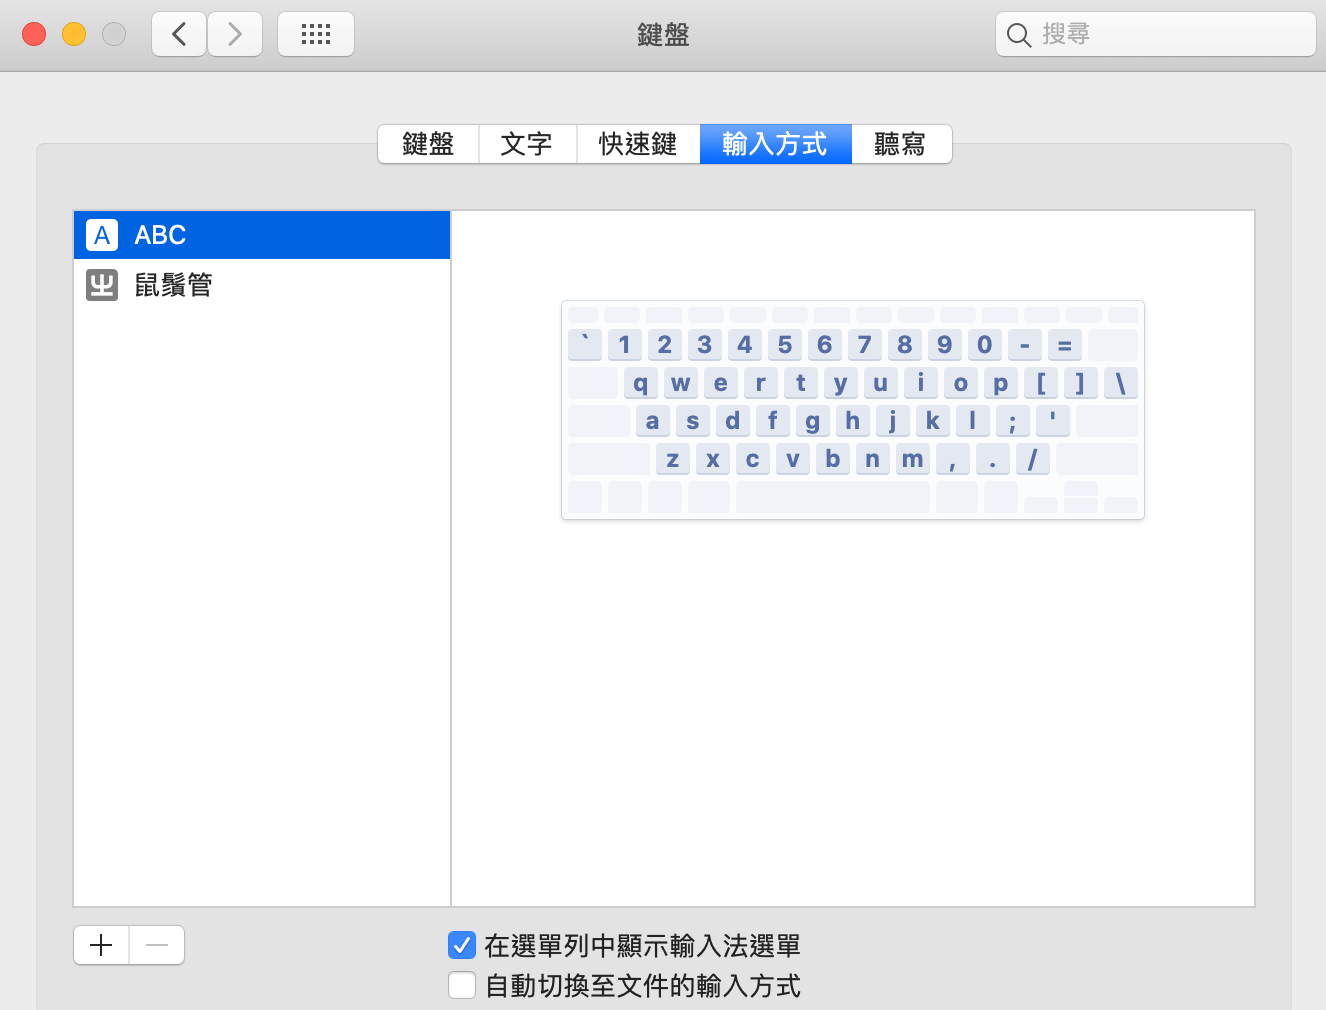 鍵盤
搜尋
鍵盤 文字 快速鍵 輸入方式 聽寫
A ABC
鼠鬚管
` 1 2 3 4 5 6 7 8 9 0 - =
q w e r t y u i o p [ ] \
a s d f g h j k l ; '
z x c v b n m , . /
在選單列中顯示輸入法選單
自動切換至文件的輸入方式